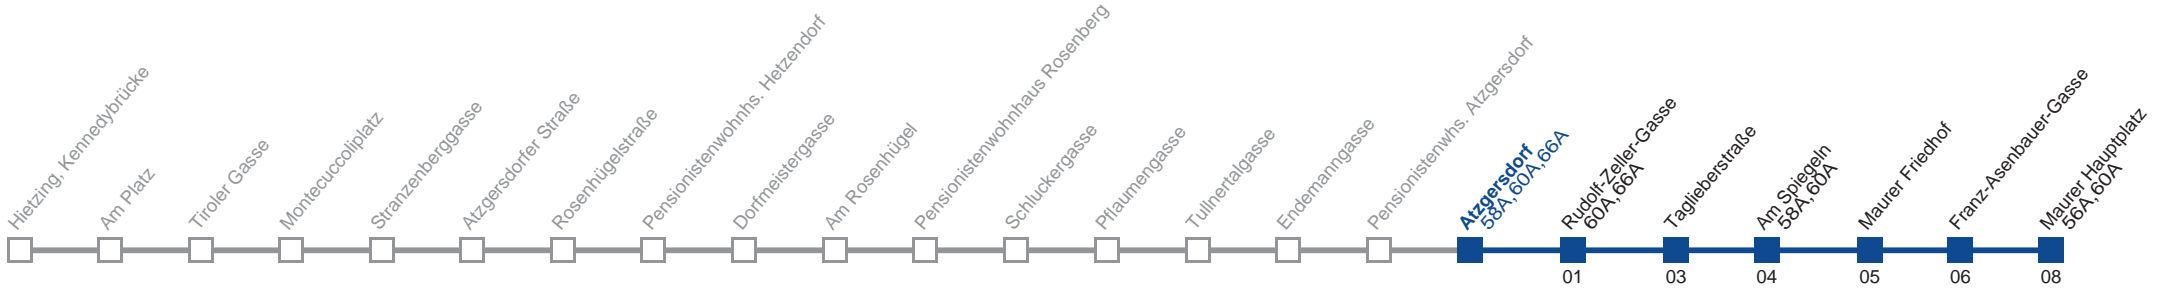 Hietzing, Kennedybrücke
Am Platz
Tiroler Gasse
Montecuccoliplatz
Stranzenberggasse
Atzgersdorfer Straße
Rosenhügelstraße
Pensionistenwohnhs. Hetzendorf
Dorfmeistergasse
Am Rosenhügel
Pensionistenwohnhaus Rosenberg
Schluckergasse
Pflaumengasse
Tullnertalgasse
Endemanngasse
Pensionistenwhs. Atzgersdorf
Atzgersdorf
58A,60A,66A
Rudolf-Zeller-Gasse
60A,66A
01
Taglieberstraße
03
Am Spiegeln
58A,60A
04
Maurer Friedhof
05
Franz-Asenbauer-Gasse
06
Maurer Hauptplatz
56A,60A
08